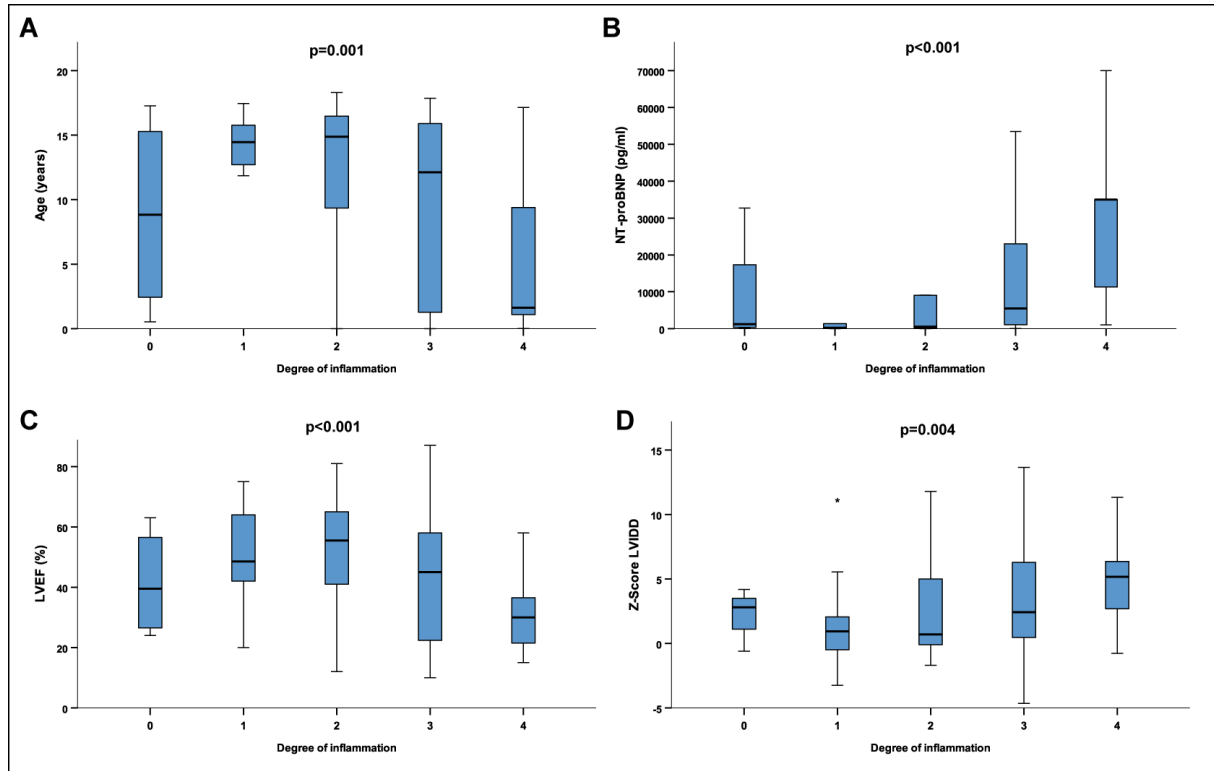 A
p=0.001
20
15
10
5
0
Age (years)
0 1 2 3 4
Degree of inflammation
B
p<0.001
70000
60000
50000
40000
30000
20000
10000
0
NT-proBNP (pg/ml)
0 1 2 3 4
Degree of inflammation
C
p<0.001
80
60
40
20
0
LVEF (%)
0 1 2 3 4
Degree of inflammation
D
p=0.004
15
10
5
0
-5
Z-Score LVIDD
*
0 1 2 3 4
Degree of inflammation